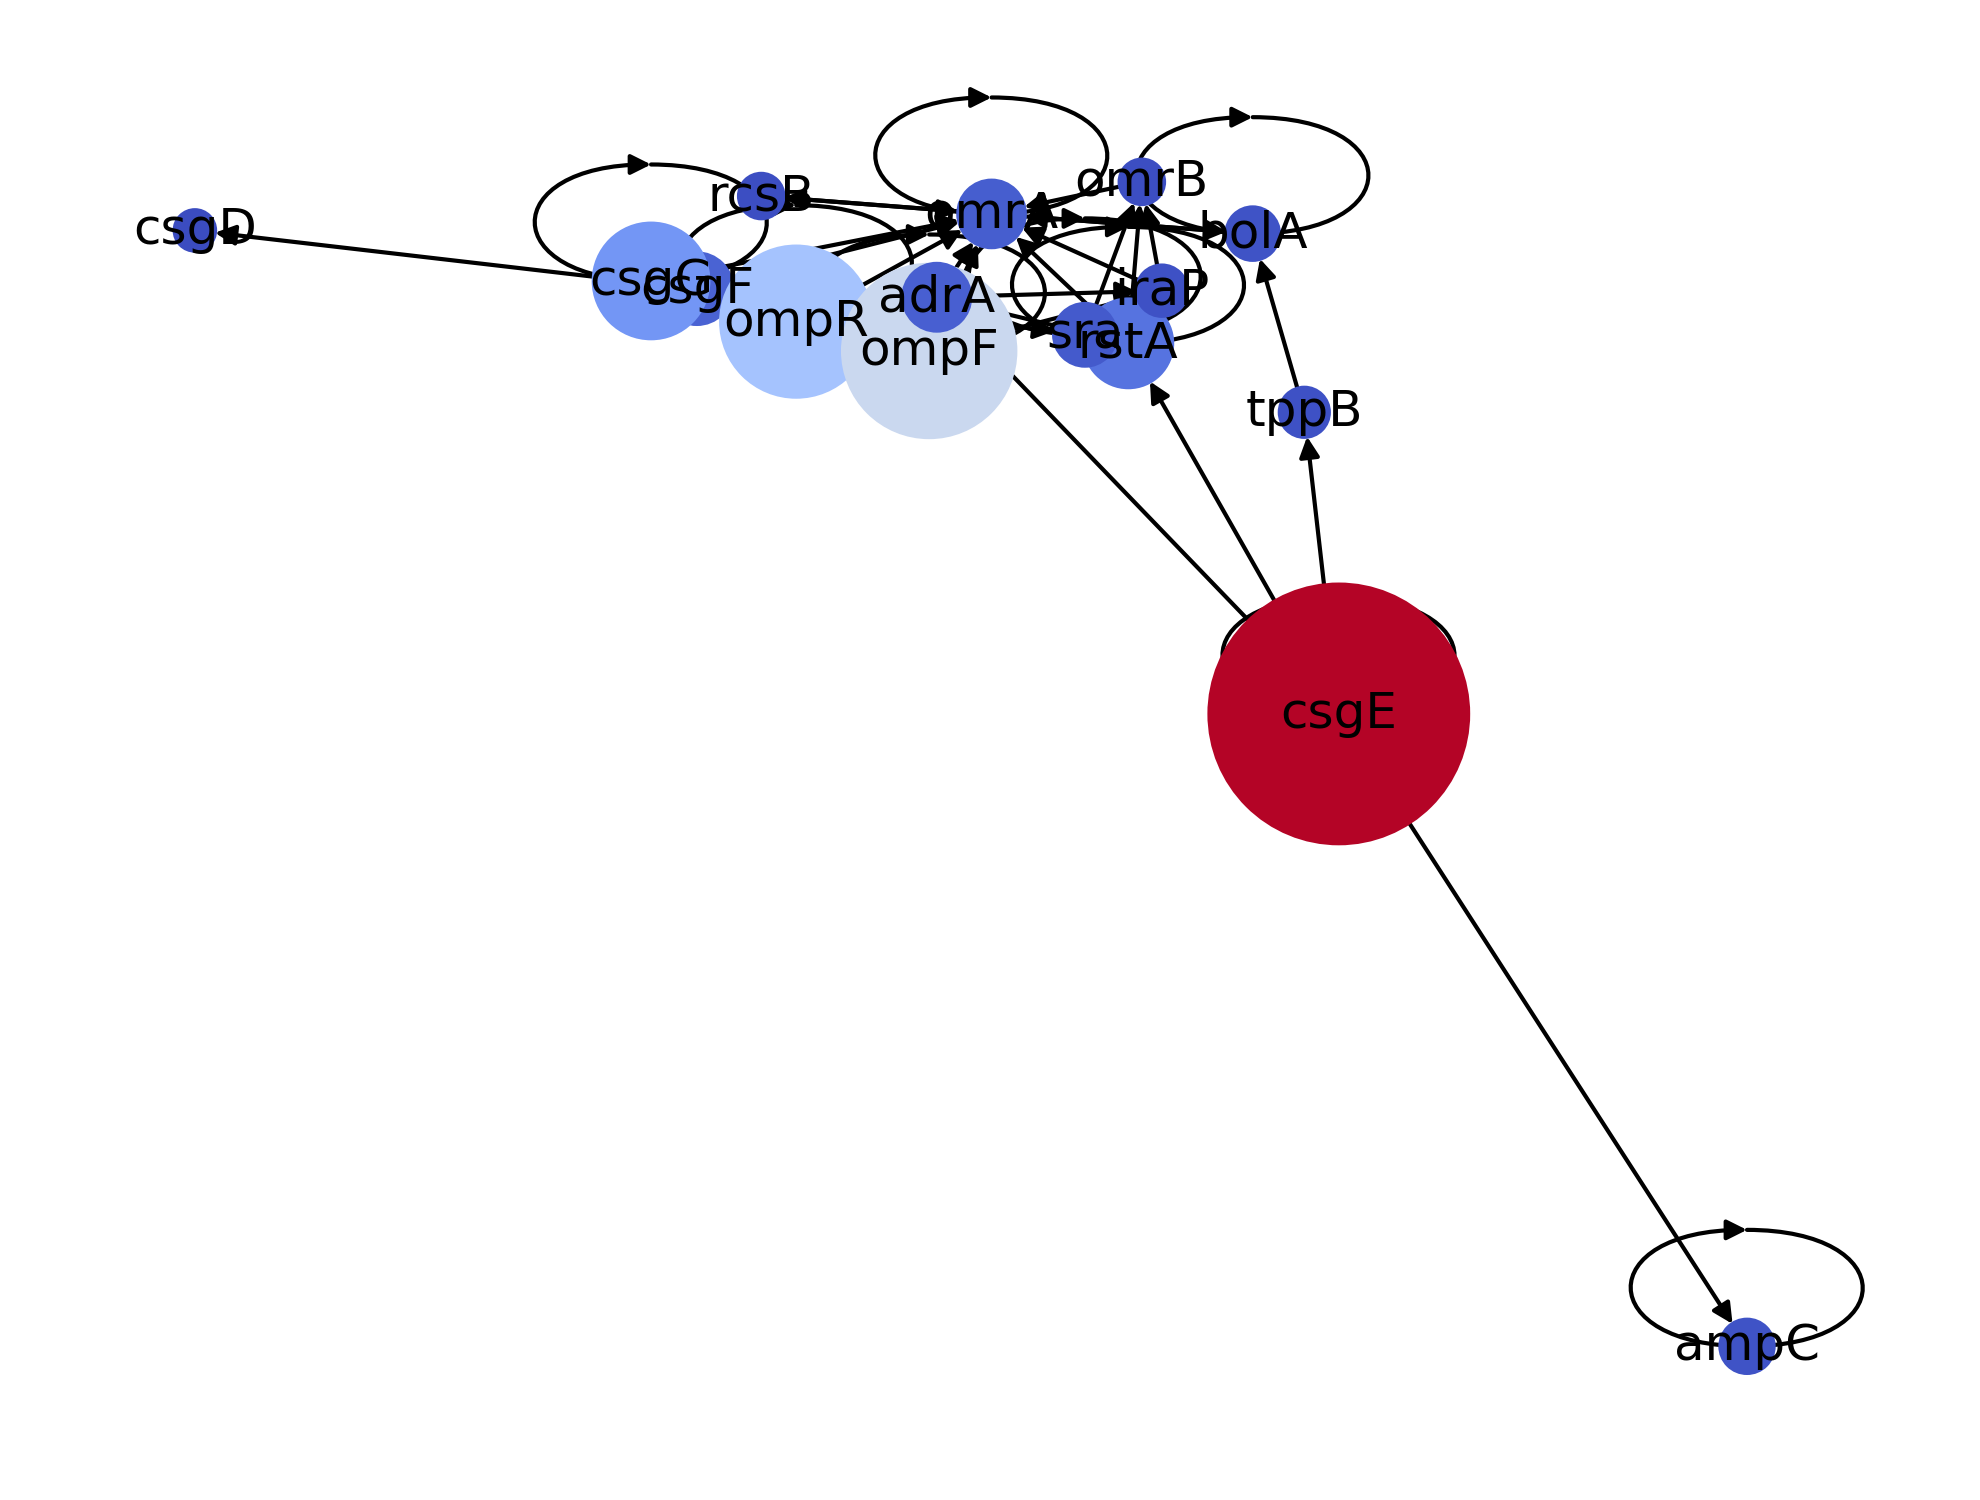 omrB
rcsB
omrA
csgD
bolA
csgG
csgF
iraP
adrA
ompR
sra
rstA
ompF
tppB
csgE
ampC